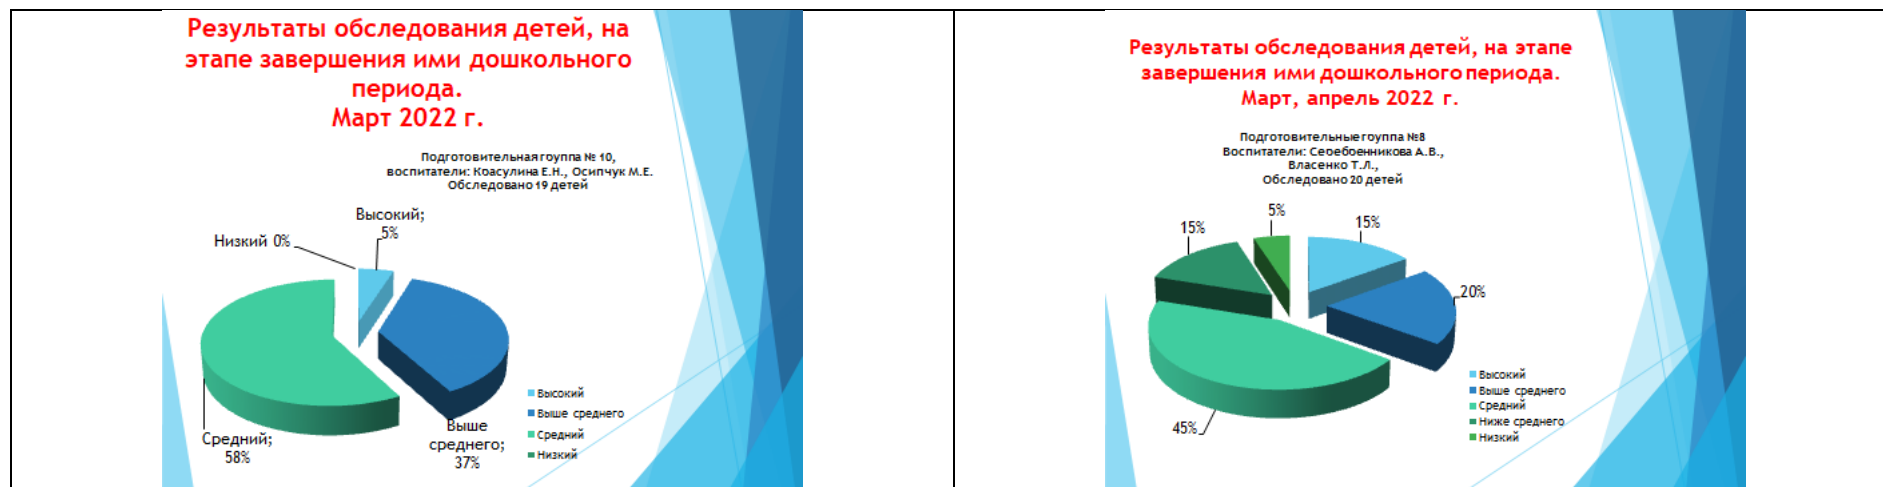 Результаты обследования детей, на
этапе завершения ими дошкольного
периода.
Март 2022 г.
Подготовительная гоуппа № 10,
воспитатели: Коасулина Е.Н., Осипчук М.Е.
Обследовано 19 детей
Высокий;
5%
Низкий 0%
Средний;
58%
Выше
среднего;
37%
Высокий
Выше среднего
Средний
Низкий
Результаты обследования детей, на этапе
завершения ими дошкольного периода.
Март, апрель 2022 г.
Подготовительные гоуппа №8
Воспитатели: Сеоебоенникова А.В.,
Власенко Т.Л.,
Обследовано 20 детей
5%
15%
15%
20%
45%
Высокий
Выше среднего
Средний
Ниже среднего
Низкий